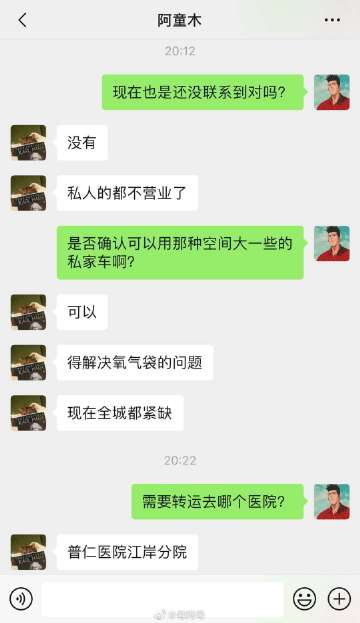 阿童木
20:12
现在也是还没联系到对吗?
没有
私人的都不营业了
是否确认可以用那种空间大一些的
私家车啊?
可以
得解决氧气袋的问题
现在全城都紧缺
20:22
需要转运去哪个医院?
普仁医院江岸分院